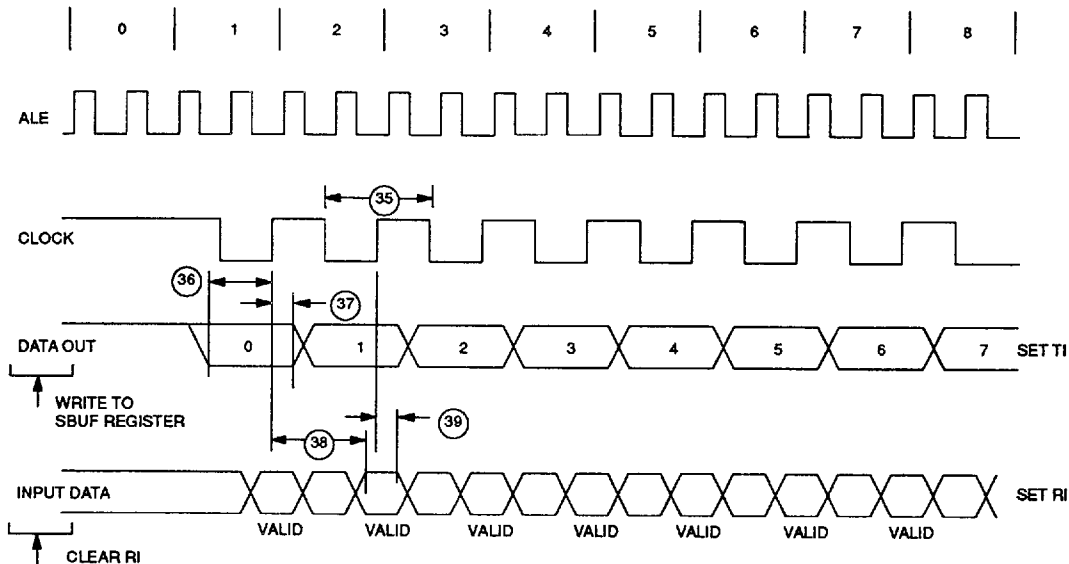 0 1 2 3 4 5 6 7 8
ALE
35
CLOCK
36
37
DATA OUT
0 1 2 3 4 5 6 7
SET TI
WRITE TO
SBUF REGISTER
39
38
INPUT DATA
SET RI
VALID VALID VALID VALID VALID VALID VALID
CLEAR RI